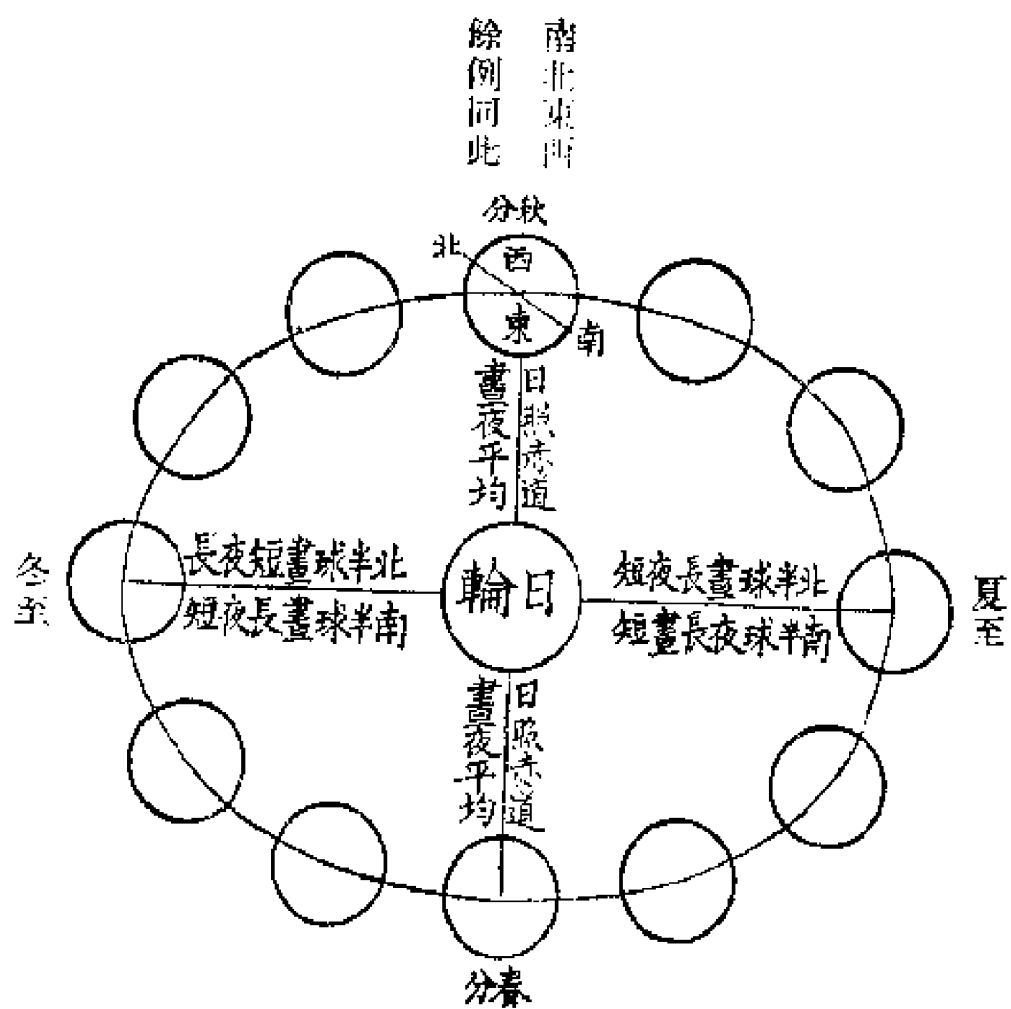 南北東西
餘例同此
秋分
北
西
東
南
日照赤道
晝夜平均
冬至
北半球晝短夜長
南半球晝長夜短
日輪
北半球晝長夜短
南半球夜長晝短
夏至
日照赤道
晝夜平均
春分